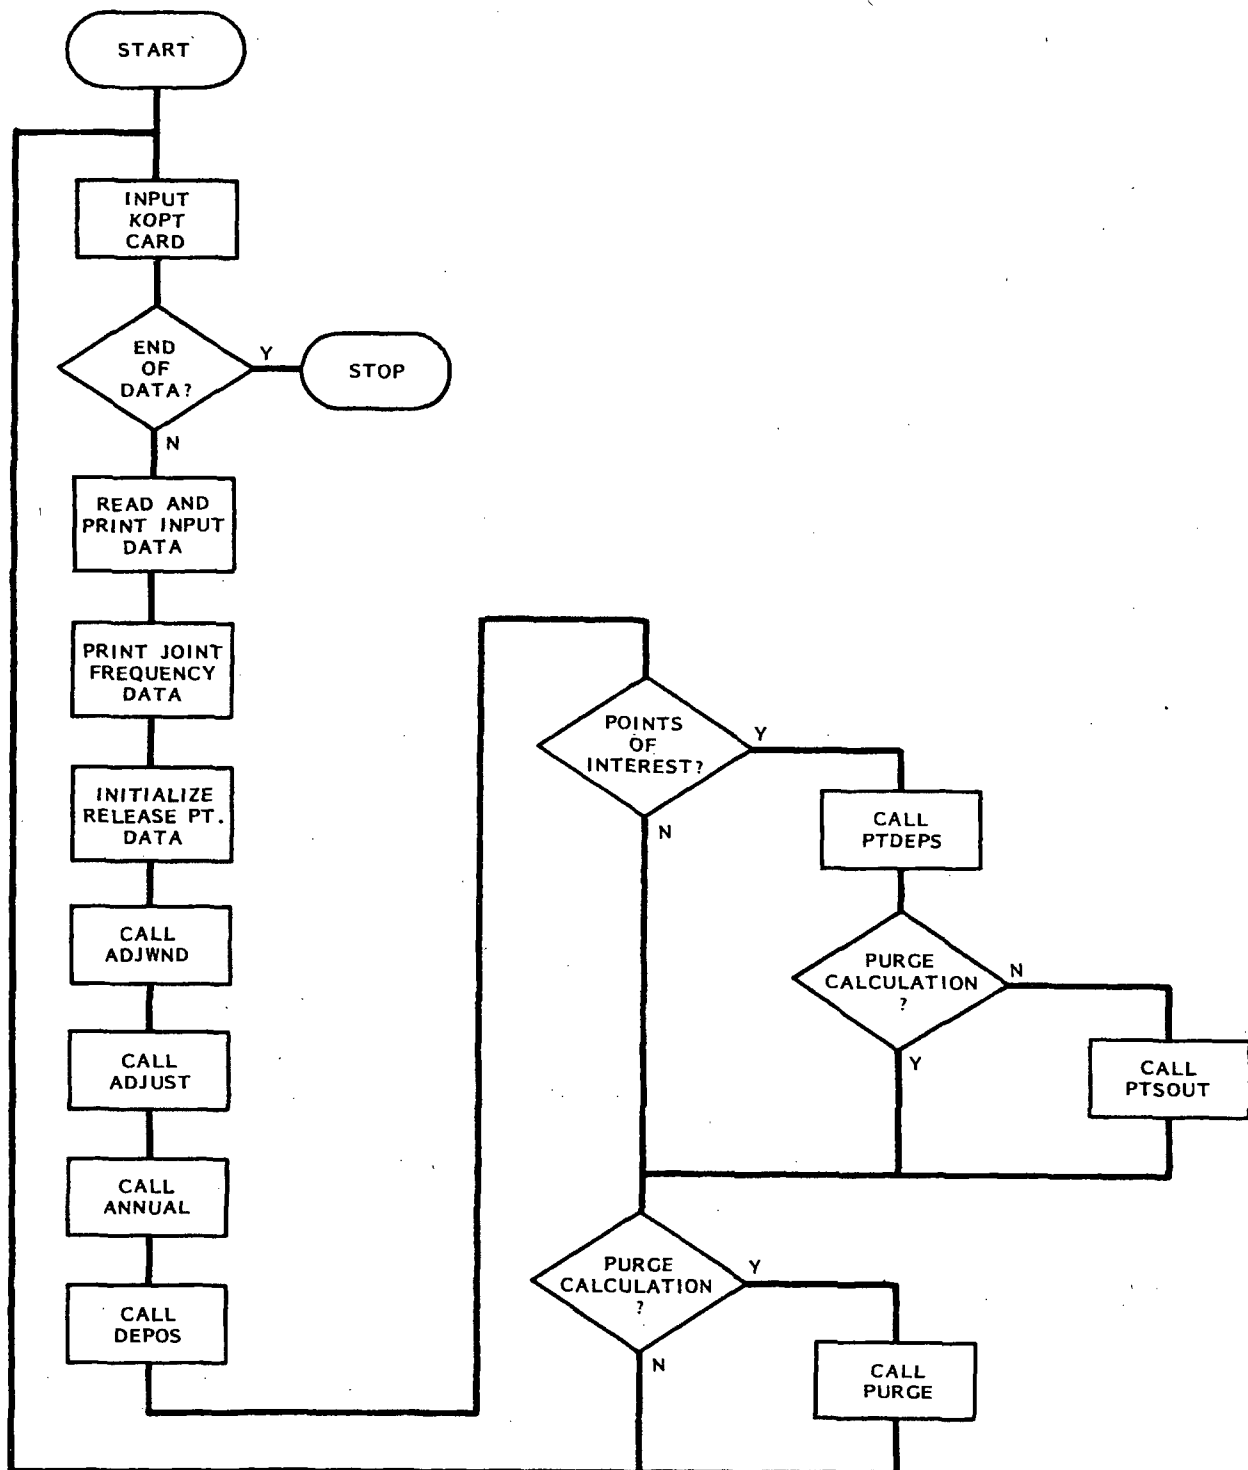 START
INPUT
KOPT
CARD
END
OF
DATA?
Y
STOP
N
READ AND
PRINT INPUT
DATA
PRINT JOINT
FREQUENCY
DATA
INITIALIZE
RELEASE PT.
DATA
CALL
ADJWND
CALL
ADJUST
CALL
ANNUAL
CALL
DEPOS
POINTS
OF
INTEREST?
Y
N
CALL
PTDEPS
PURGE
CALCULATION
?
N
Y
CALL
PTSOUT
PURGE
CALCULATION
?
Y
N
CALL
PURGE